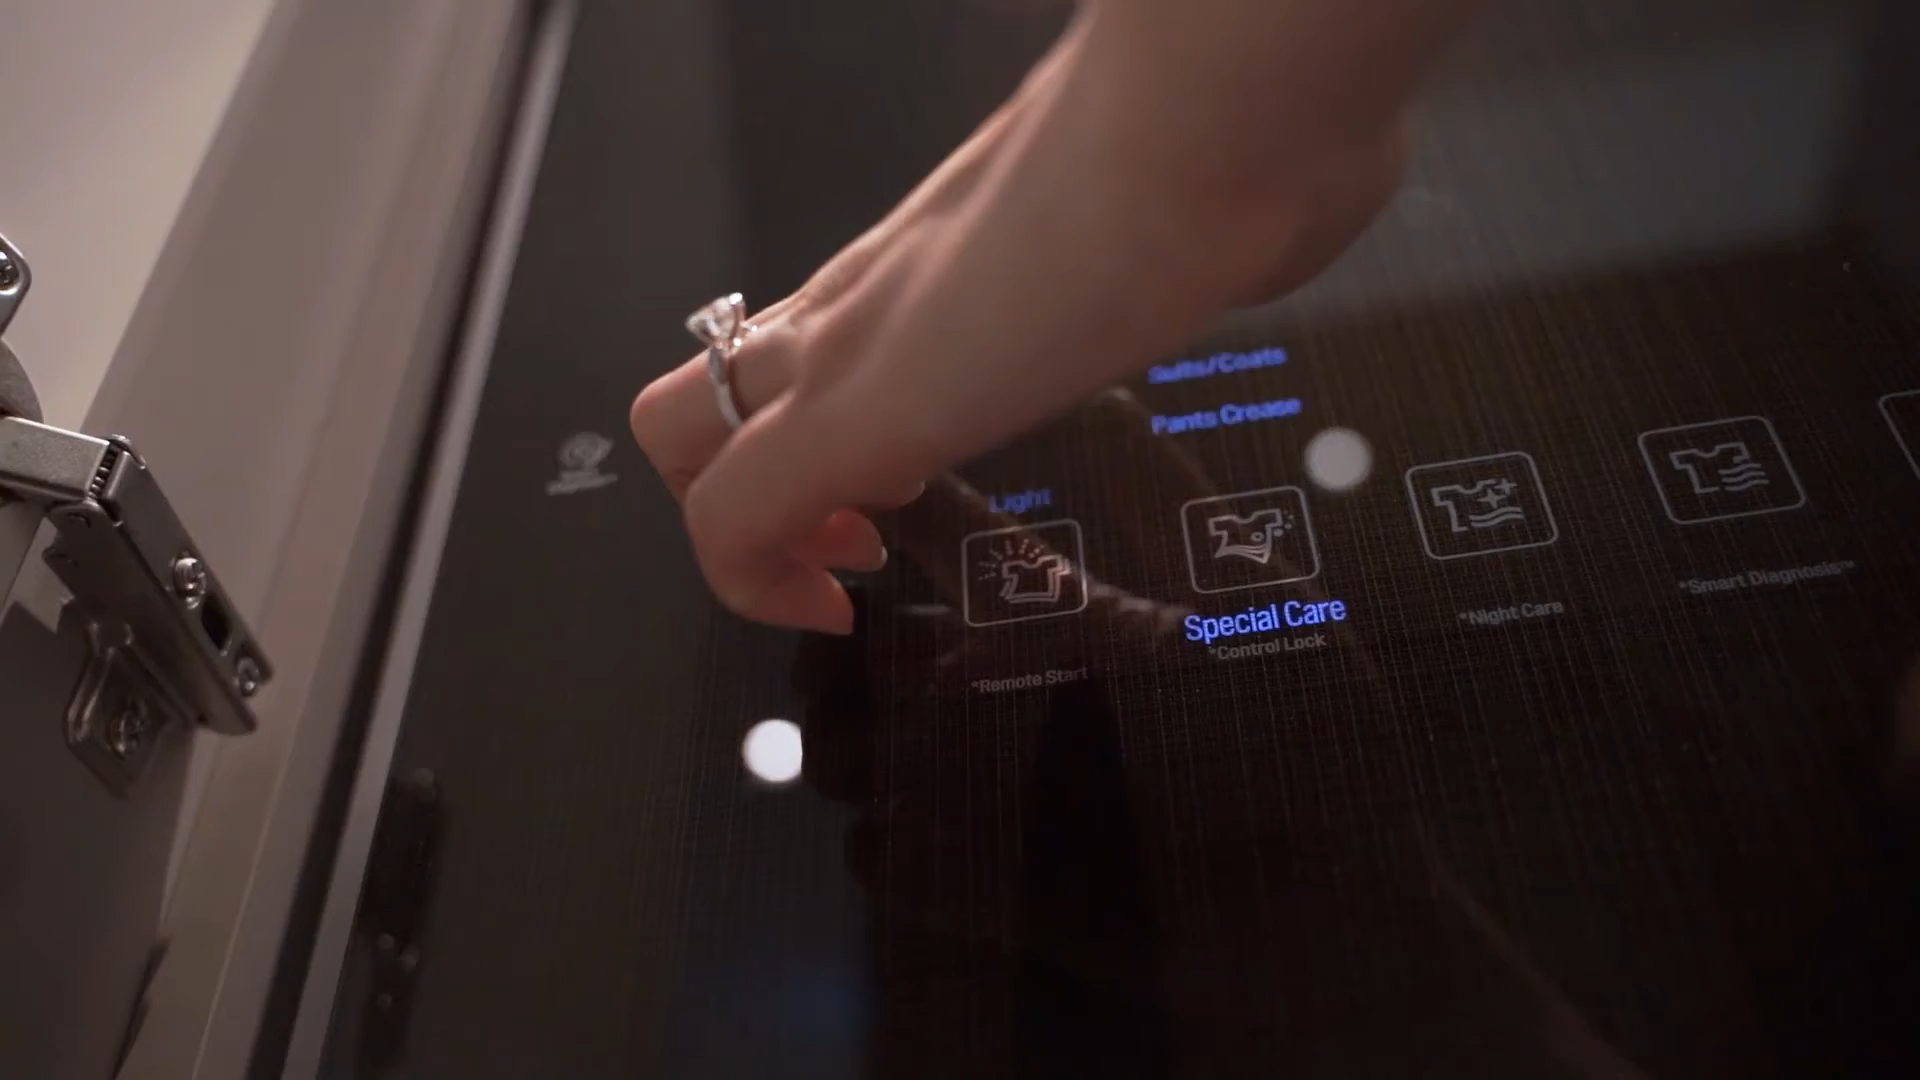 Suits/Coats
Pants Crease
Light
Special Care
*Control Lock
*Remote Start
*Night Care
*Smart Diagnosis™